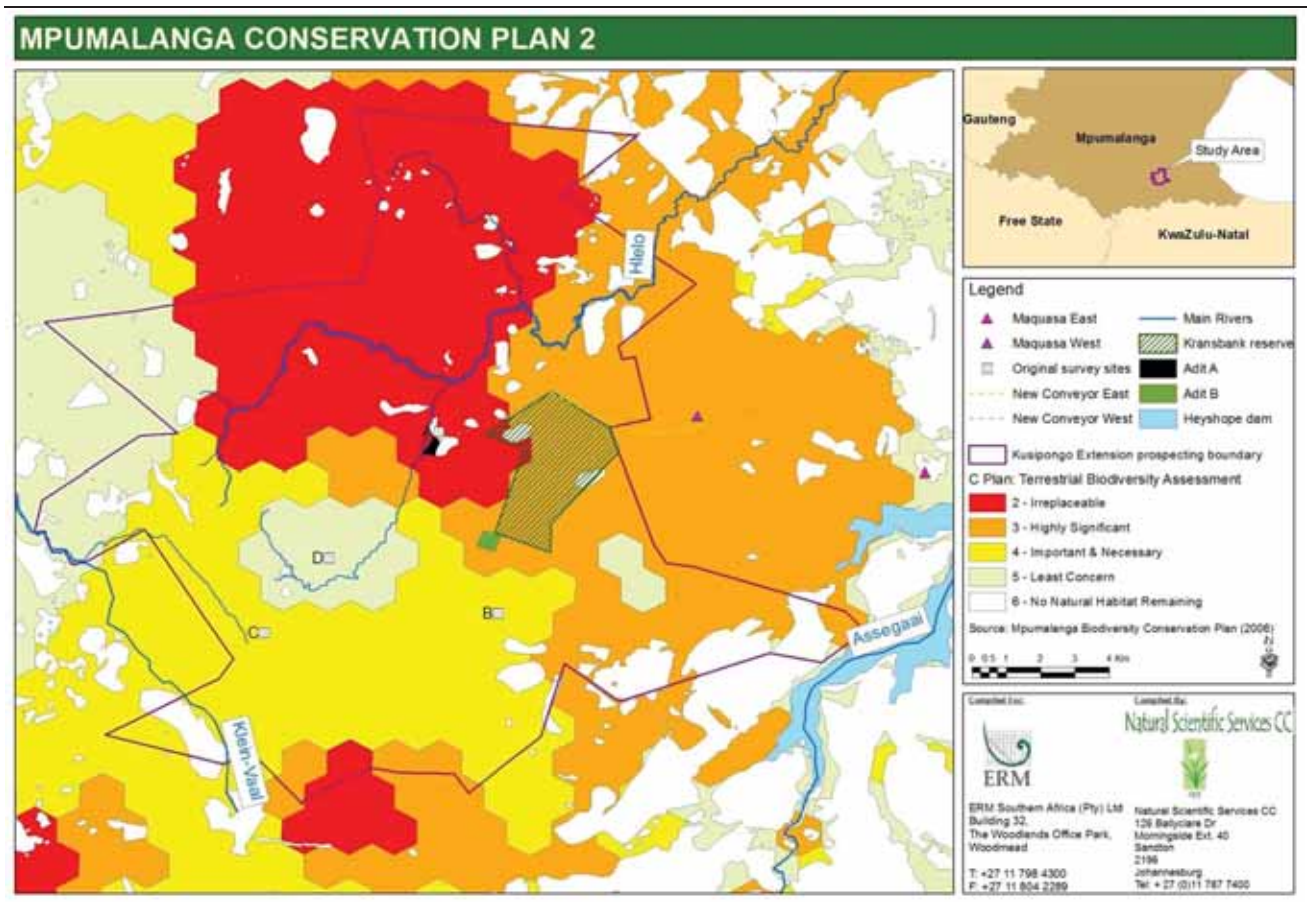 MPUMALANGA CONSERVATION PLAN 2
Hlelo
D
C
B
Assegaai
Klein-Vaal
Gauteng
Mpumalanga
Study Area
Free State
KwaZulu-Natal
Legend
Maquasa East
Maquasa West
Original survey sites
New Conveyor East
New Conveyor West
Main Rivers
Kransbank reserve
Adit A
Adit B
Heyshope dam
Kusipongo Extension prospecting boundary
C Plan: Terrestrial Biodiversity Assessment
2 - Irreplaceable
3 - Highly Significant
4 - Important & Necessary
5 - Least Concern
6 - No Natural Habitat Remaining
Source: Mpumalanga Biodiversity Conservation Plan (2006)
0 0.5 1 2 3 4 Km
N
Compiled For:
ERM
ERM Southern Africa (Pty) Ltd
Building 32,
The Woodlands Office Park,
Woodmead
T: +27 11 798 4300
F: +27 11 804 2289
Compiled By:
Natural Scientific Services CC
Natural Scientific Services CC
126 Ballyclare Dr
Morningside Ext. 40
Sandton
2196
Johannesburg
Tel: + 27 (0)11 787 7400